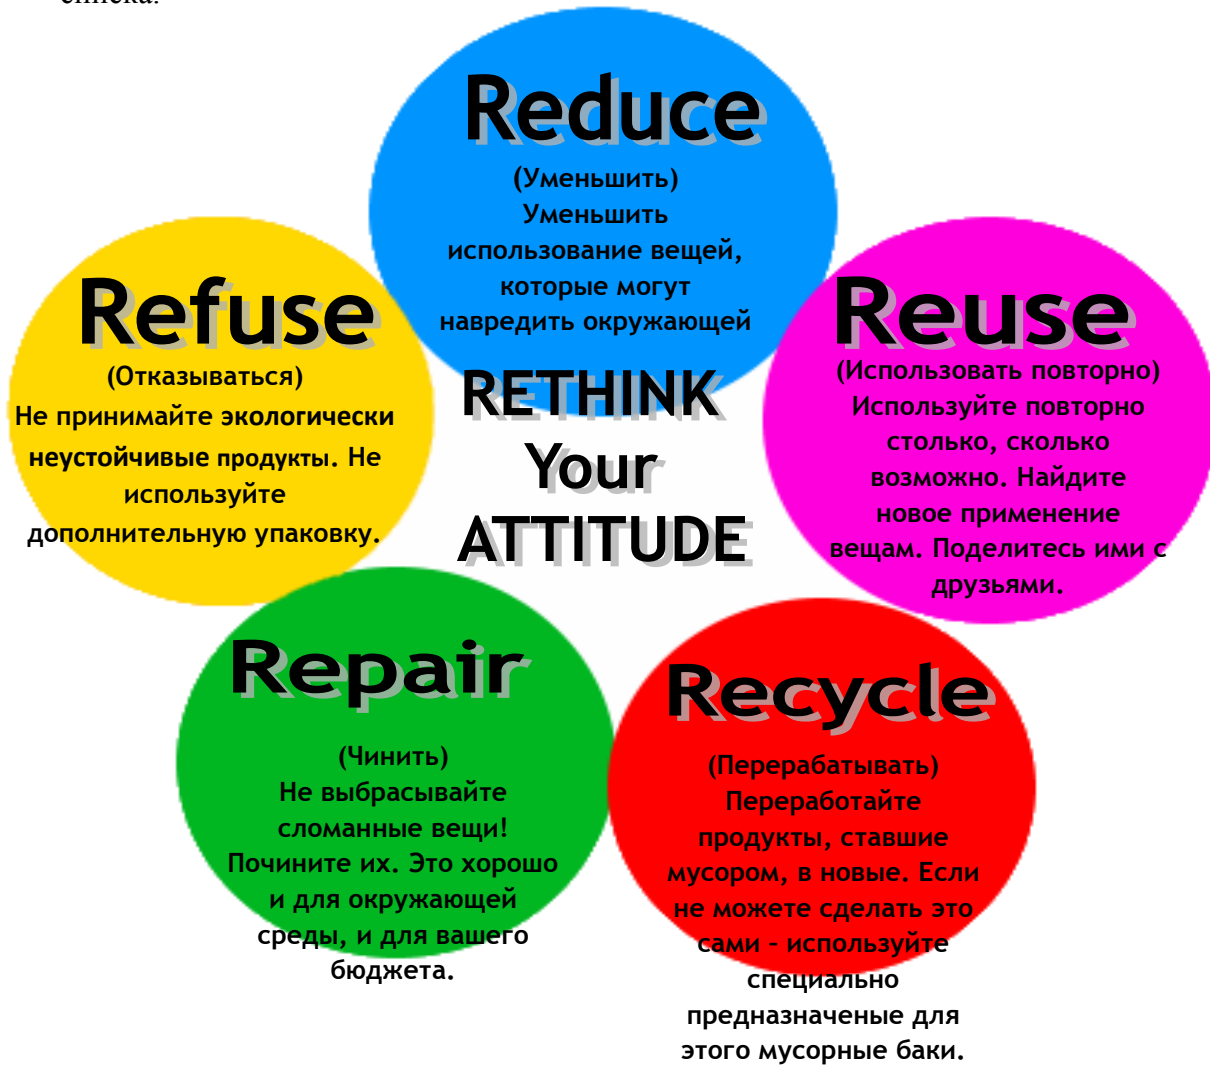 списка.
Reduce
(Уменьшить)
Уменьшить
использование вещей,
которые могут
навредить окружающей
Refuse
(Отказываться)
Не принимайте экологически
неустойчивые продукты. Не
используйте
дополнительную упаковку.
Reuse
(Использовать повторно)
Используйте повторно
столько, сколько
возможно. Найдите
новое применение
вещам. Поделитесь ими с
друзьями.
RETHINK
Your
ATTITUDE
Repair
(Чинить)
Не выбрасывайте
сломанные вещи!
Почините их. Это хорошо
и для окружающей
среды, и для вашего
бюджета.
Recycle
(Перерабатывать)
Переработайте
продукты, ставшие
мусором, в новые. Если
не можете сделать это
сами - используйте
специально
предназначеные для
этого мусорные баки.